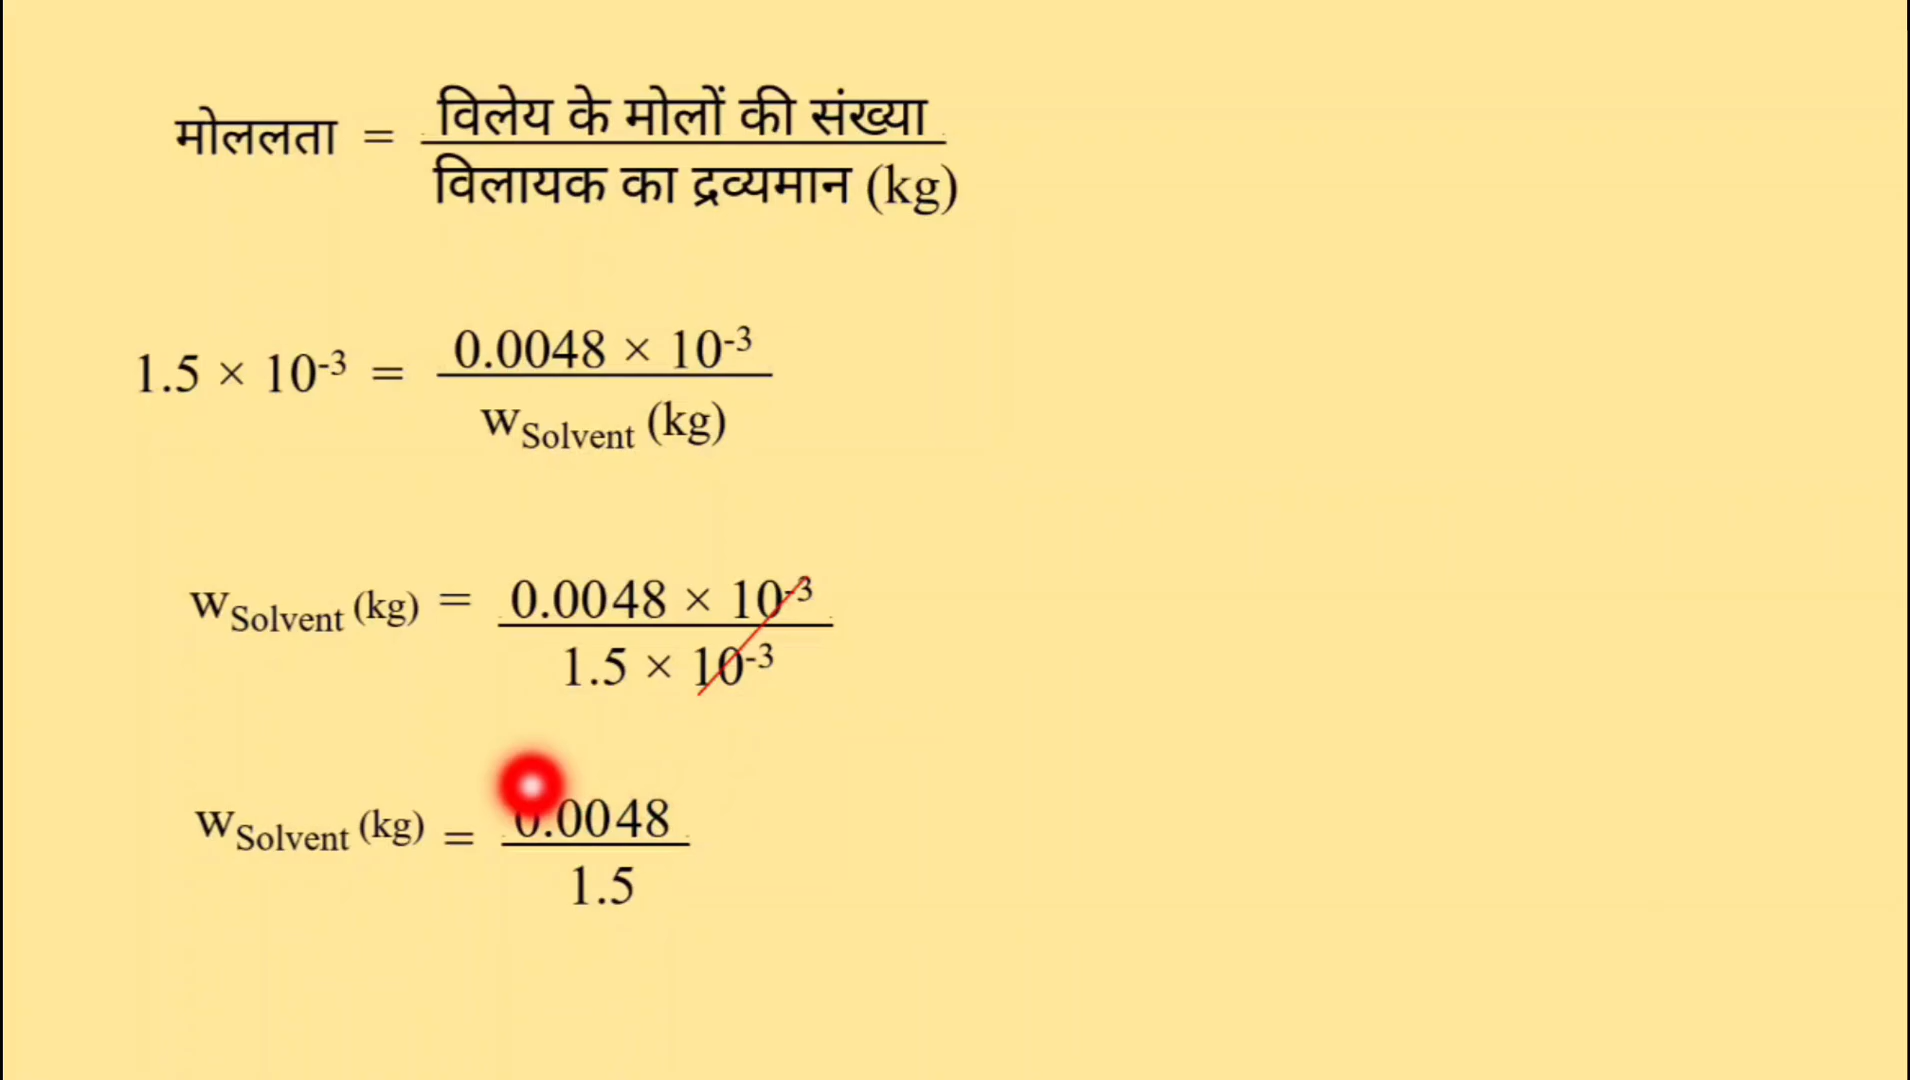 मोललता = विलेय के मोलों की संख्या
विलायक का द्रव्यमान (kg)
1.5 × 10⁻³ = 0.0048 × 10⁻³
w_Solvent (kg)
w_Solvent (kg) = 0.0048 × 10⁻³
1.5 × 10⁻³
w_Solvent (kg) = 0.0048
1.5